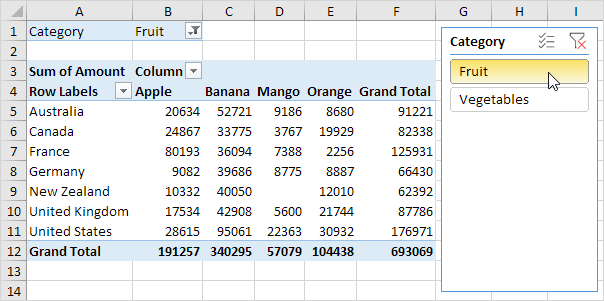 A B C D E F G H I
1 Category Fruit
2
3 Sum of Amount Column
4 Row Labels Apple Banana Mango Orange Grand Total
5 Australia 20634 52721 9186 8680 91221
6 Canada 24867 33775 3767 19929 82338
7 France 80193 36094 7388 2256 125931
8 Germany 9082 39686 8775 8887 66430
9 New Zealand 10332 40050 12010 62392
10 United Kingdom 17534 42908 5600 21744 87786
11 United States 28615 95061 22363 30932 176971
12 Grand Total 191257 340295 57079 104438 693069
13
14
Category
Fruit
Vegetables